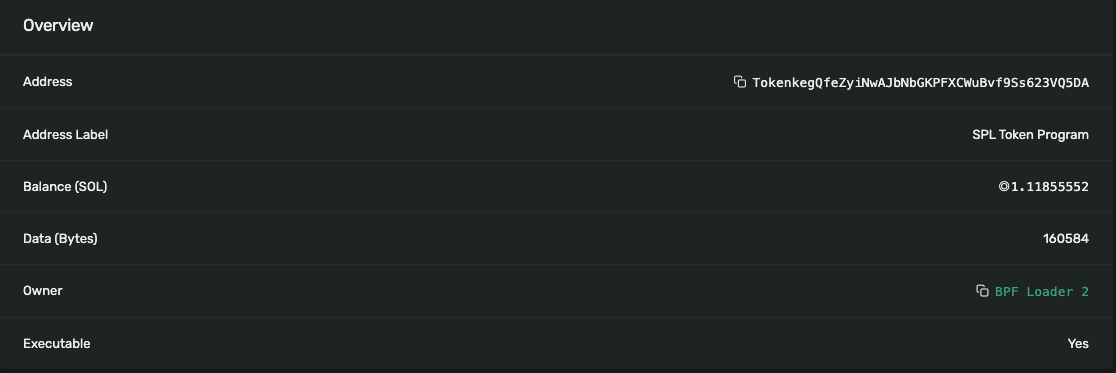 Overview
Address TokenkegQfeZyiNwAJbNbGKPFXCWuBvf9Ss623VQ5DA
Address Label SPL Token Program
Balance (SOL) ◎1.11855552
Data (Bytes) 160584
Owner BPF Loader 2
Executable Yes